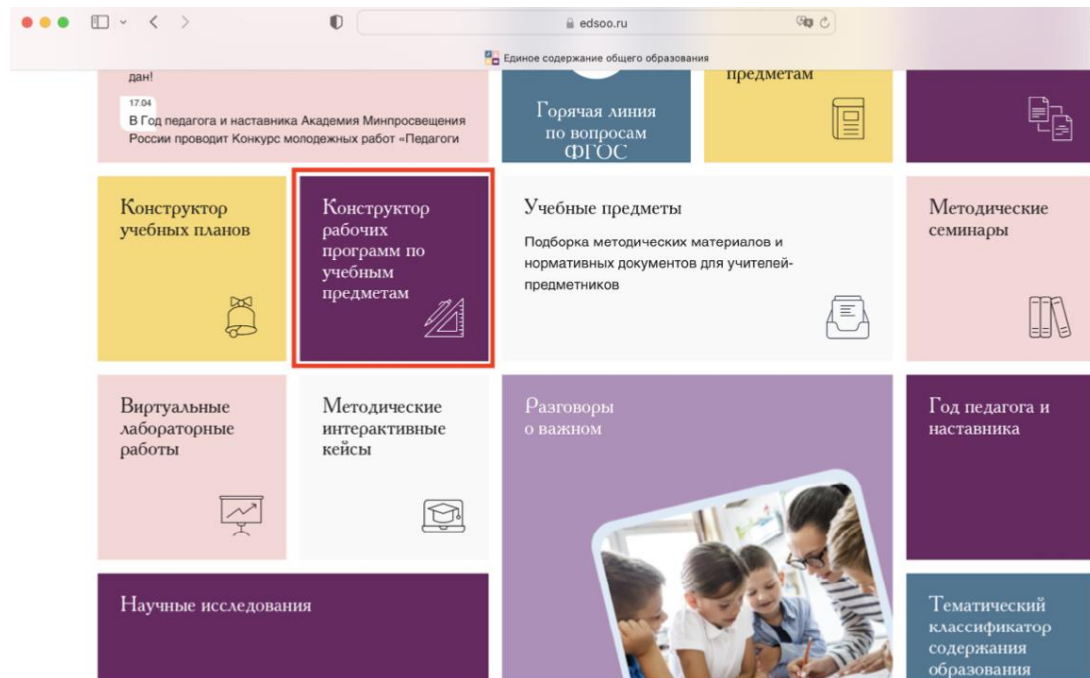 edsoo.ru
Единое содержание общего образования
дан!
17.04
В Год педагога и наставника Академия Минпросвещения
России проводит Конкурс молодежных работ «Педагоги
Горячая линия
по вопросам
ФГОС
предметам
Конструктор
учебных планов
Конструктор
рабочих
программ по
учебным
предметам
Учебные предметы
Подборка методических материалов и
нормативных документов для учителей-
предметников
Методические
семинары
Виртуальные
лабораторные
работы
Методические
интерактивные
кейсы
Разговоры
о важном
Год педагога и
наставника
Научные исследования
Тематический
классификатор
содержания
образования